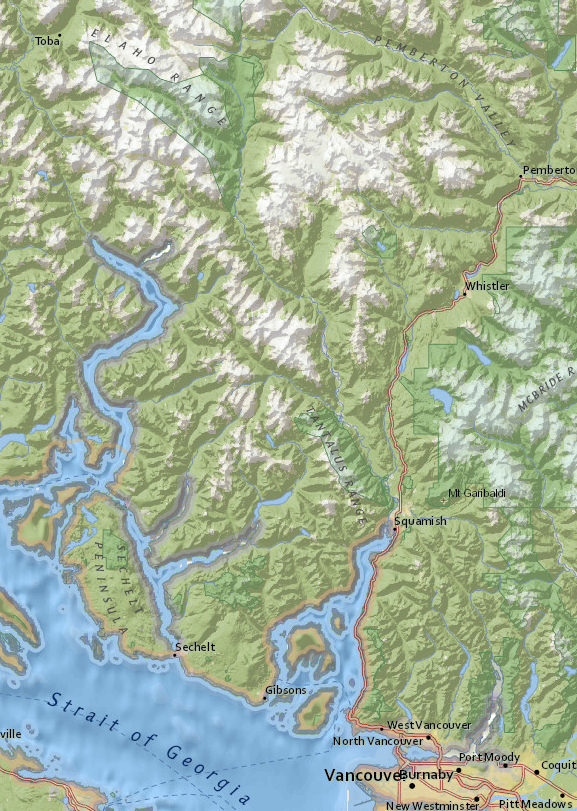 Toba
ELAHO RANGE
PEMBERTON VALLEY
Pemberto
Whistler
MCBRIDE R
TANTALUS RANGE
Mt Garibaldi
Squamish
SECHELT
PENINSULA
Sechelt
Gibsons
Strait of Georgia
ville
West Vancouver
North Vancouver
Port Moody
Coquit
Vancouve
Burnaby
New Westminster
Pitt Meadows